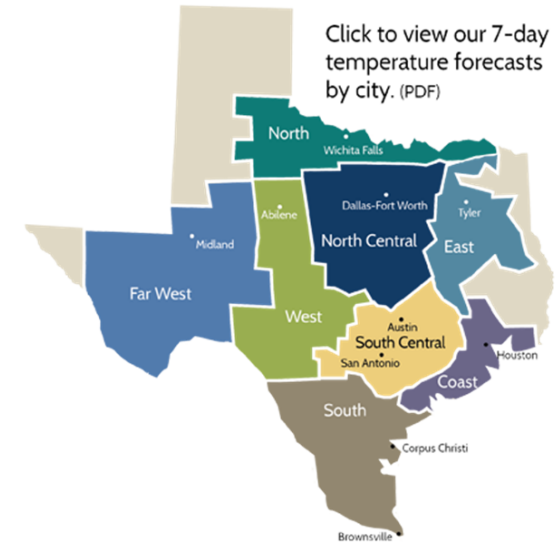 Click to view our 7-day
temperature forecasts
by city. (PDF)
North
Wichita Falls
Abilene
Dallas-Fort Worth
Tyler
Midland
North Central
East
Far West
West
Austin
South Central
San Antonio
Houston
Coast
South
Corpus Christi
Brownsville